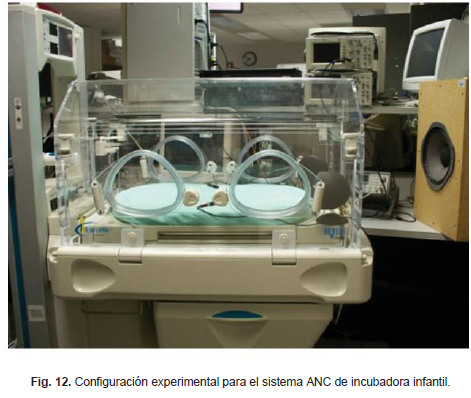 Fig. 12. Configuración experimental para el sistema ANC de incubadora infantil.